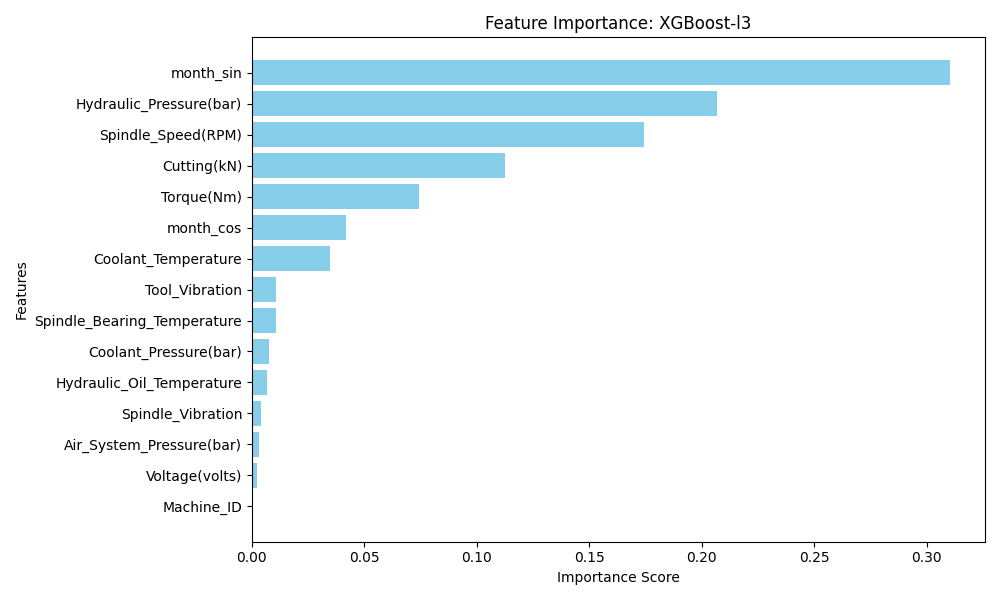 Feature Importance: XGBoost-l3
month_sin
Hydraulic_Pressure(bar)
Spindle_Speed(RPM)
Cutting(kN)
Torque(Nm)
month_cos
Coolant_Temperature
Tool_Vibration
Spindle_Bearing_Temperature
Coolant_Pressure(bar)
Hydraulic_Oil_Temperature
Spindle_Vibration
Air_System_Pressure(bar)
Voltage(volts)
Machine_ID
Features
0.00 0.05 0.10 0.15 0.20 0.25 0.30
Importance Score